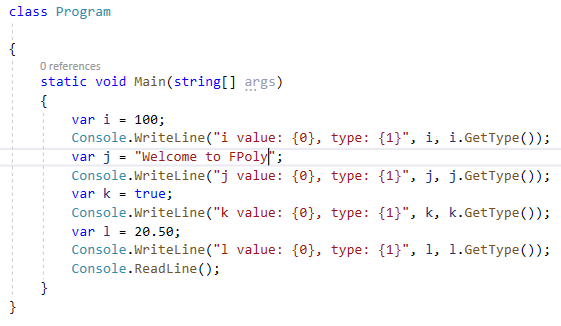 class Program
{
0 references
static void Main(string[] args)
{
var i = 100;
Console.WriteLine("i value: {0}, type: {1}", i, i.GetType());
var j = "Welcome to FPoly";
Console.WriteLine("j value: {0}, type: {1}", j, j.GetType());
var k = true;
Console.WriteLine("k value: {0}, type: {1}", k, k.GetType());
var l = 20.50;
Console.WriteLine("l value: {0}, type: {1}", l, l.GetType());
Console.ReadLine();
}
}